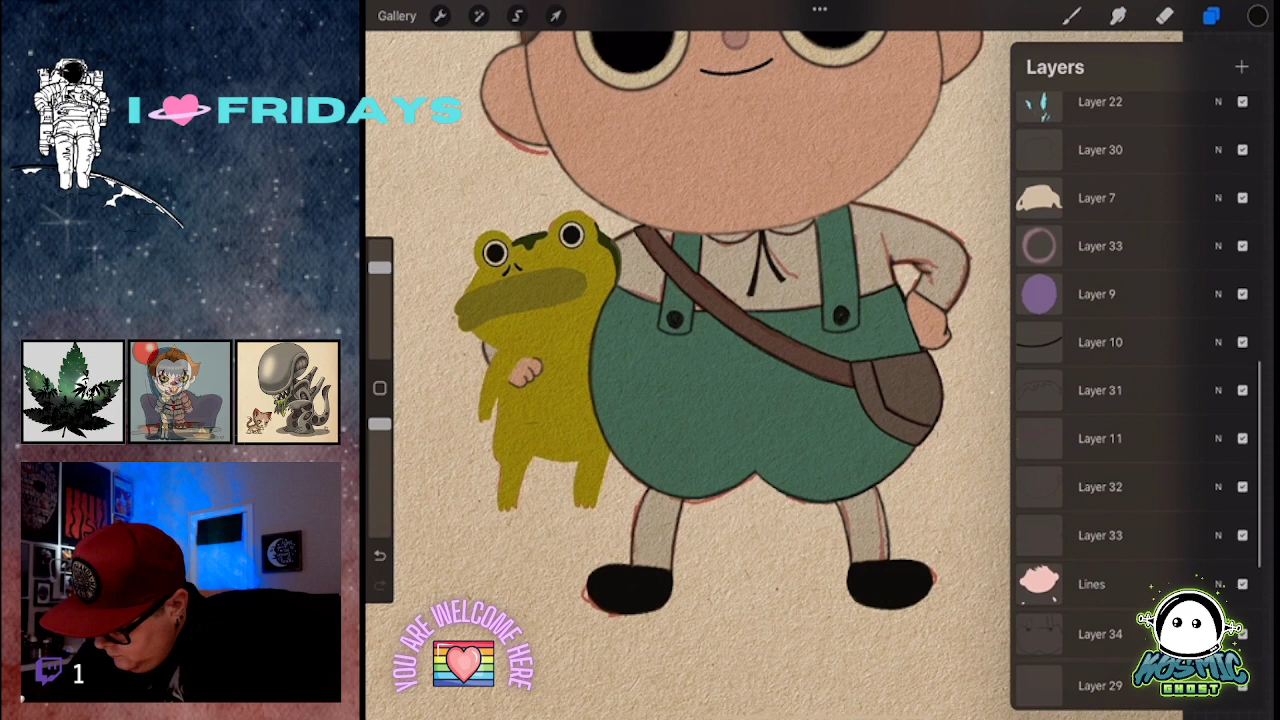 Gallery
I FRIDAYS
Layers
Layer 22 N
Layer 30 N
Layer 7 N
Layer 33 N
Layer 9 N
Layer 10 N
Layer 31 N
Layer 11 N
Layer 32 N
Layer 33 N
Lines N
Layer 34
Layer 29
YOU ARE WELCOME HERE
1
KOSMIC
GHOST